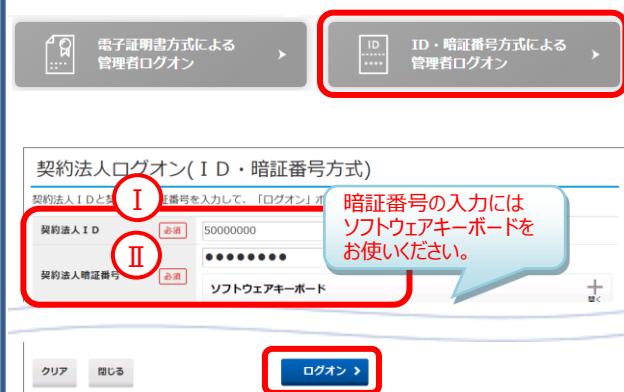 電子証明書方式による
管理者ログオン
ID
ID・暗証番号方式による
管理者ログオン
契約法人ログオン(ＩＤ・暗証番号方式)
契約法人ＩＤと契 証番号を入力して、「ログオン」ボ
Ⅰ
暗証番号の入力には
ソフトウェアキーボードを
お使いください。
契約法人ＩＤ 必須 50000000
Ⅱ
契約法人暗証番号 必須 ●●●●●●●●
ソフトウェアキーボード
開く
クリア 閉じる ログオン